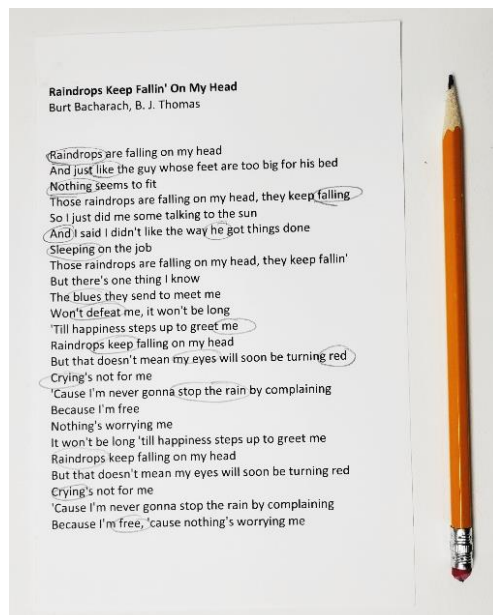 Raindrops Keep Fallin' On My Head
Burt Bacharach, B. J. Thomas
Raindrops are falling on my head
And just like the guy whose feet are too big for his bed
Nothing seems to fit
Those raindrops are falling on my head, they keep falling
So I just did me some talking to the sun
And I said I didn't like the way he got things done
Sleeping on the job
Those raindrops are falling on my head, they keep fallin'
But there's one thing I know
The blues they send to meet me
Won't defeat me, it won't be long
'Till happiness steps up to greet me
Raindrops keep falling on my head
But that doesn't mean my eyes will soon be turning red
Crying's not for me
'Cause I'm never gonna stop the rain by complaining
Because I'm free
Nothing's worrying me
It won't be long 'till happiness steps up to greet me
Raindrops keep falling on my head
But that doesn't mean my eyes will soon be turning red
Crying's not for me
'Cause I'm never gonna stop the rain by complaining
Because I'm free, 'cause nothing's worrying me